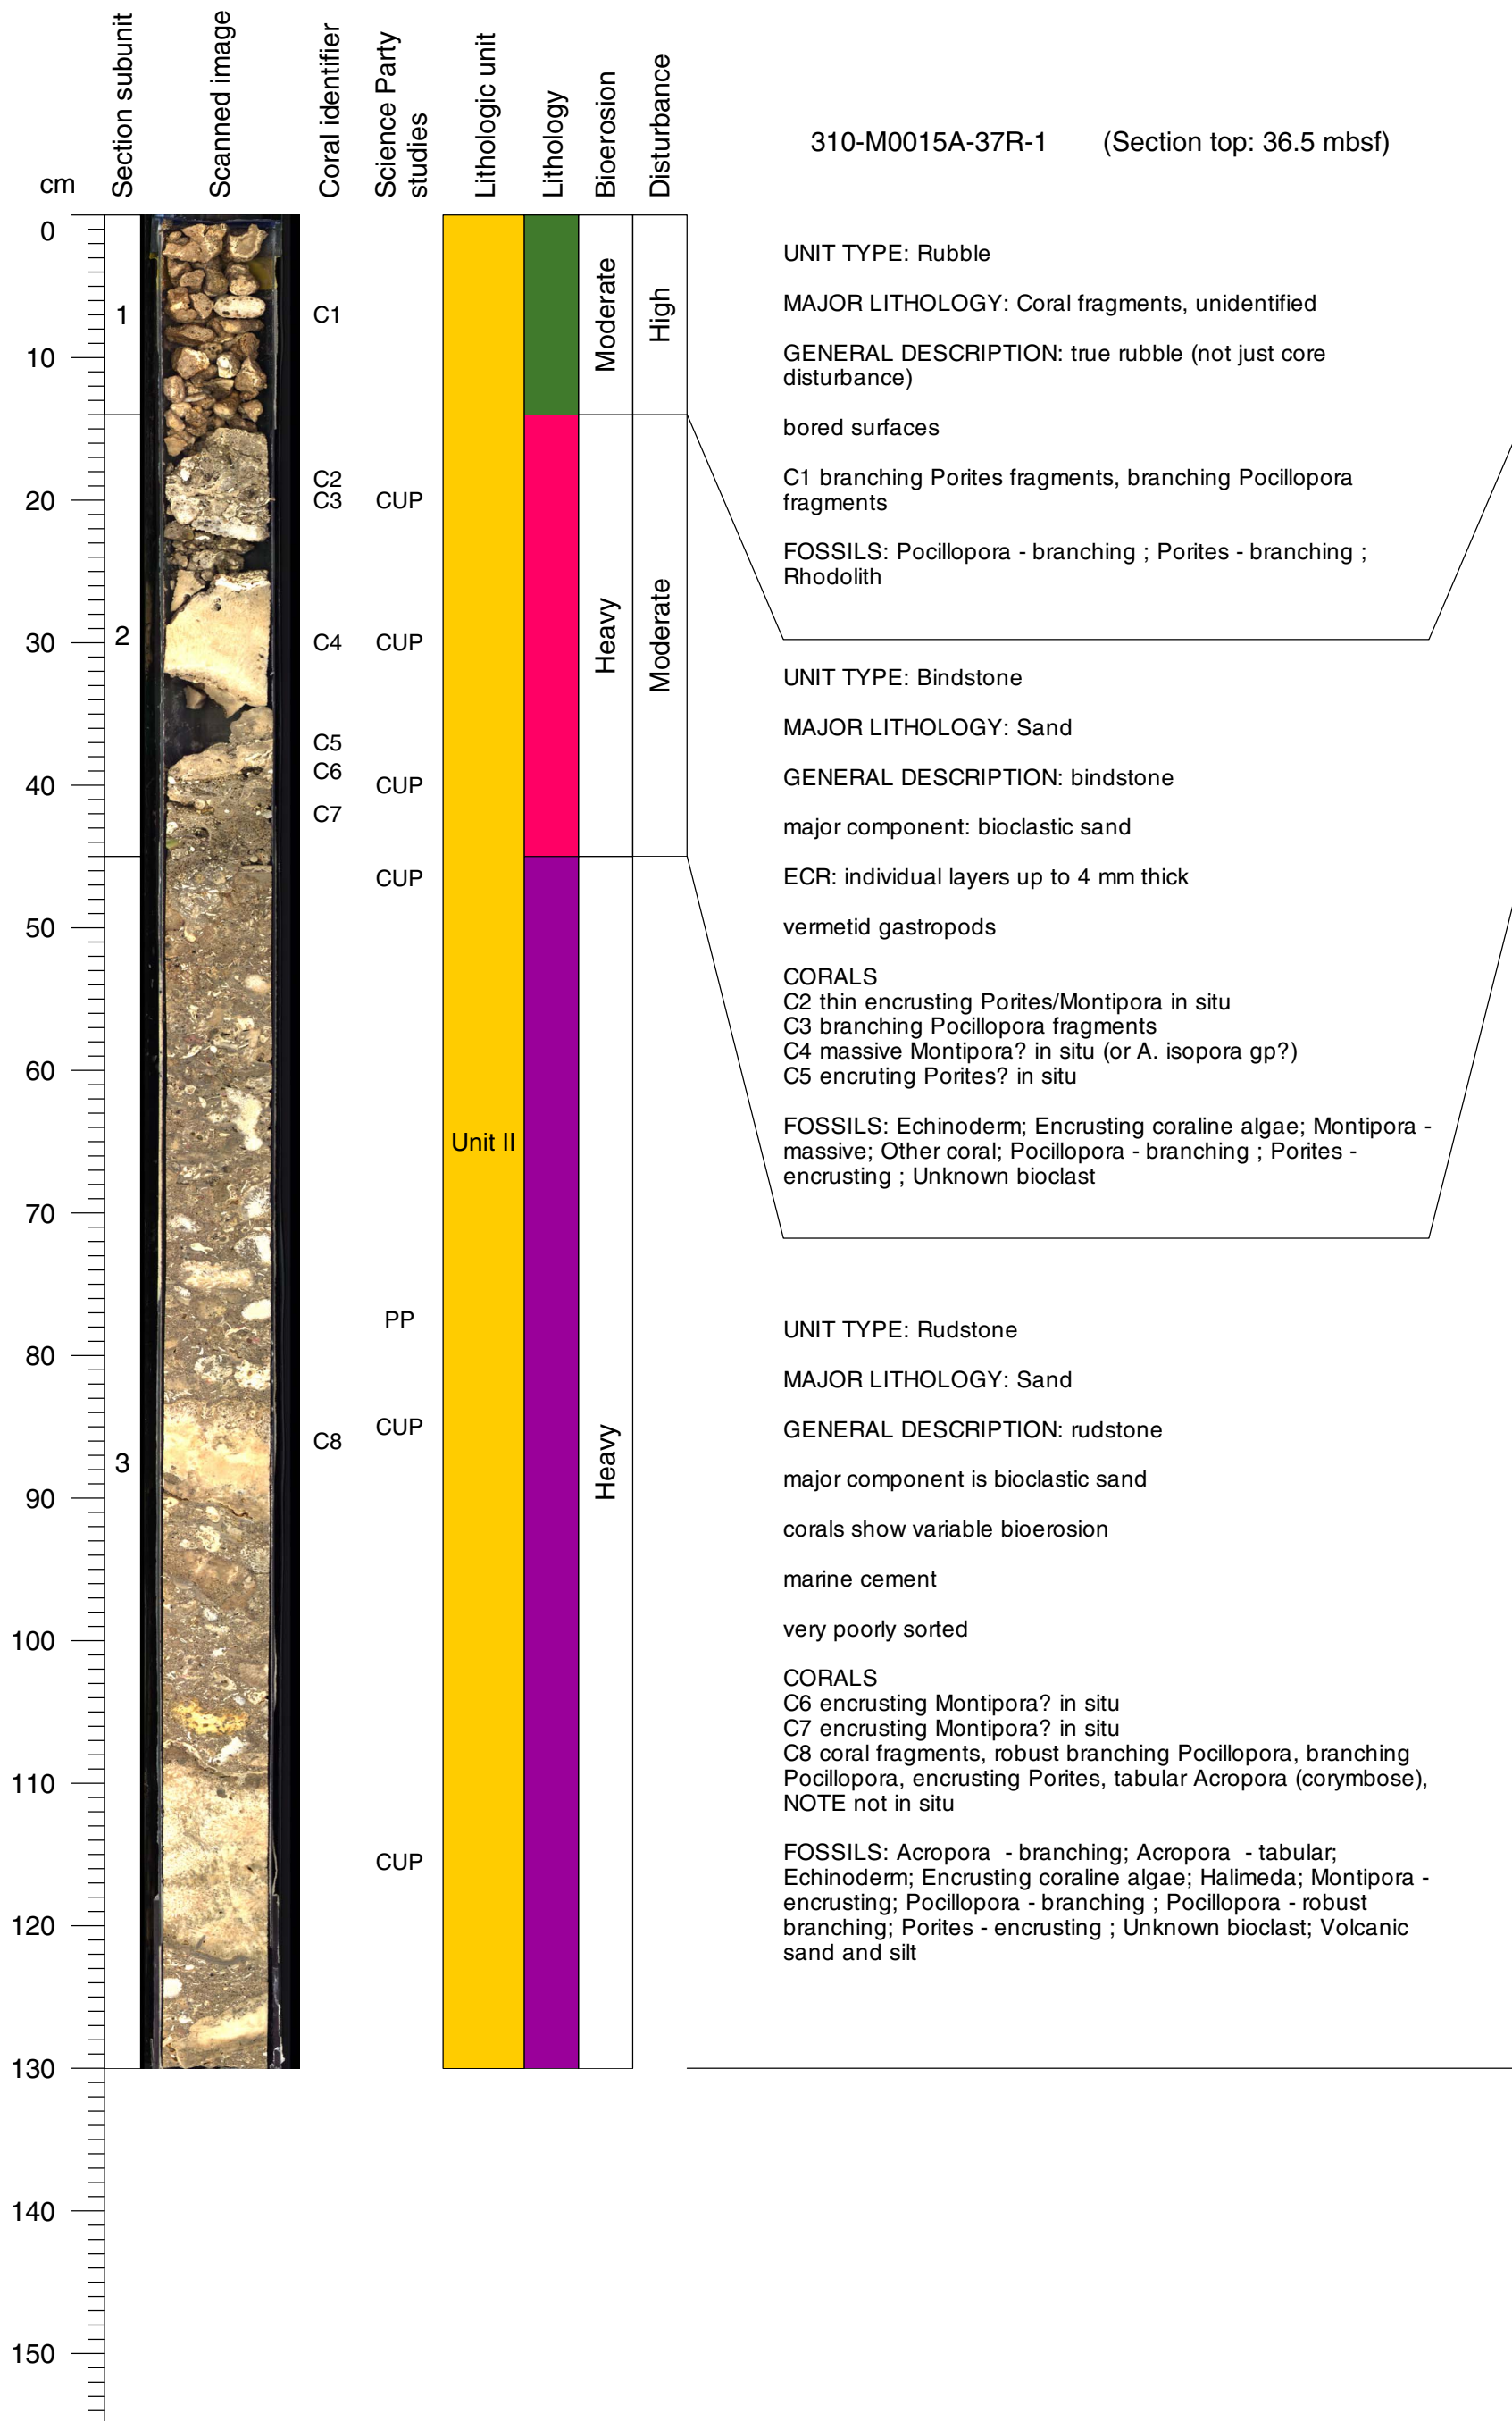 cm
Section subunit
Scanned image
Coral identifier
Science Party
studies
Lithologic unit
Lithology
Bioerosion
Disturbance
310-M0015A-37R-1 (Section top: 36.5 mbsf)
0
10
20
30
40
50
60
70
80
90
100
110
120
130
140
150
1
2
3
C1
C2
C3
C4
C5
C6
C7
C8
CUP
CUP
CUP
CUP
PP
CUP
CUP
Unit II
Moderate
Heavy
Heavy
High
Moderate
UNIT TYPE: Rubble
MAJOR LITHOLOGY: Coral fragments, unidentified
GENERAL DESCRIPTION: true rubble (not just core
disturbance)
bored surfaces
C1 branching Porites fragments, branching Pocillopora
fragments
FOSSILS: Pocillopora - branching ; Porites - branching ;
Rhodolith
UNIT TYPE: Bindstone
MAJOR LITHOLOGY: Sand
GENERAL DESCRIPTION: bindstone
major component: bioclastic sand
ECR: individual layers up to 4 mm thick
vermetid gastropods
CORALS
C2 thin encrusting Porites/Montipora in situ
C3 branching Pocillopora fragments
C4 massive Montipora? in situ (or A. isopora gp?)
C5 encruting Porites? in situ
FOSSILS: Echinoderm; Encrusting coraline algae; Montipora -
massive; Other coral; Pocillopora - branching ; Porites -
encrusting ; Unknown bioclast
UNIT TYPE: Rudstone
MAJOR LITHOLOGY: Sand
GENERAL DESCRIPTION: rudstone
major component is bioclastic sand
corals show variable bioerosion
marine cement
very poorly sorted
CORALS
C6 encrusting Montipora? in situ
C7 encrusting Montipora? in situ
C8 coral fragments, robust branching Pocillopora, branching
Pocillopora, encrusting Porites, tabular Acropora (corymbose),
NOTE not in situ
FOSSILS: Acropora - branching; Acropora - tabular;
Echinoderm; Encrusting coraline algae; Halimeda; Montipora -
encrusting; Pocillopora - branching ; Pocillopora - robust
branching; Porites - encrusting ; Unknown bioclast; Volcanic
sand and silt